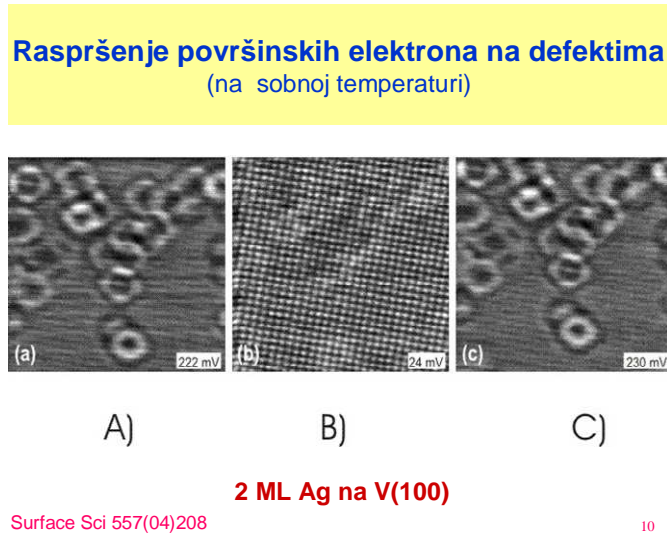 Raspršenje površinskih elektrona na defektima
(na sobnoj temperaturi)
(a) 222 mV (b) 24 mV (c) 230 mV
A) B) C)
2 ML Ag na V(100)
Surface Sci 557(04)208
10